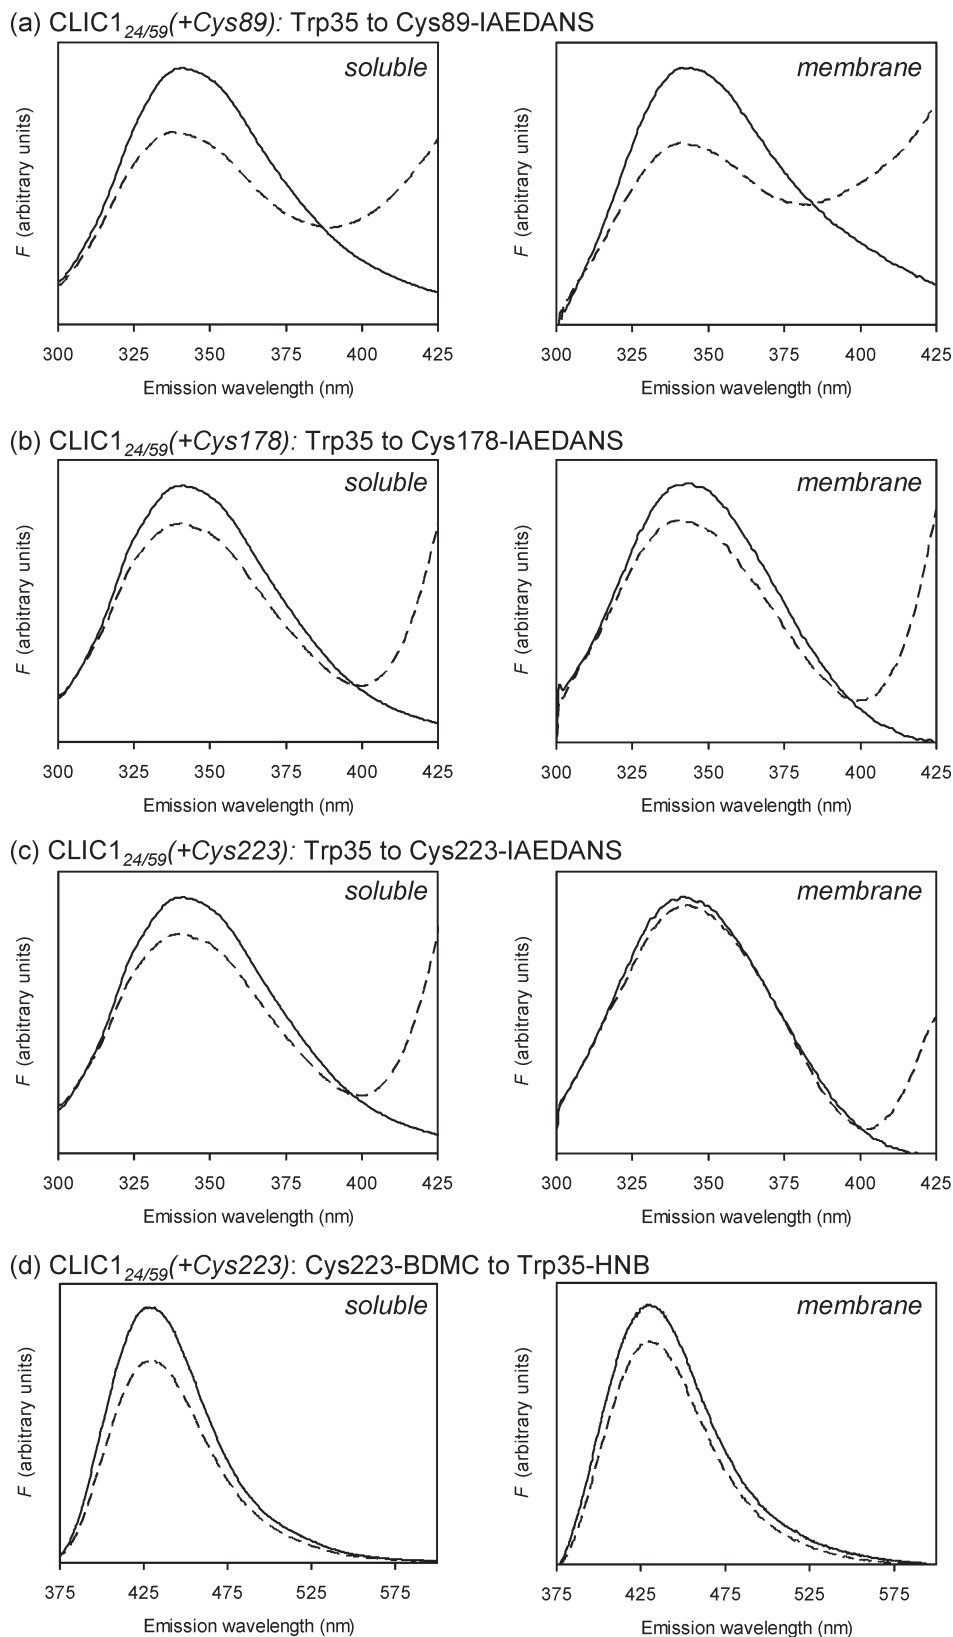 (a) CLIC124/59(+Cys89): Trp35 to Cys89-IAEDANS
soluble
membrane
F (arbitrary units)
F (arbitrary units)
300 325 350 375 400 425
300 325 350 375 400 425
Emission wavelength (nm)
Emission wavelength (nm)
(b) CLIC124/59(+Cys178): Trp35 to Cys178-IAEDANS
soluble
membrane
F (arbitrary units)
F (arbitrary units)
300 325 350 375 400 425
300 325 350 375 400 425
Emission wavelength (nm)
Emission wavelength (nm)
(c) CLIC124/59(+Cys223): Trp35 to Cys223-IAEDANS
soluble
membrane
F (arbitrary units)
F (arbitrary units)
300 325 350 375 400 425
300 325 350 375 400 425
Emission wavelength (nm)
Emission wavelength (nm)
(d) CLIC124/59(+Cys223): Cys223-BDMC to Trp35-HNB
soluble
membrane
F (arbitrary units)
F (arbitrary units)
375 425 475 525 575
375 425 475 525 575
Emission wavelength (nm)
Emission wavelength (nm)